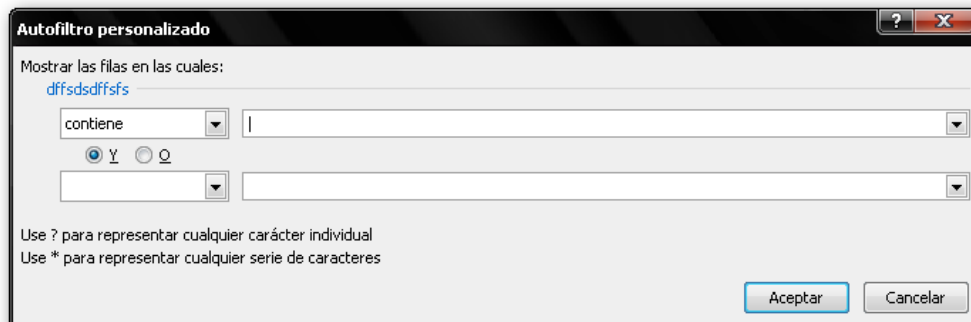 Autofiltro personalizado
Mostrar las filas en las cuales:
dffsdsdffsfs
contiene
Y O
Use ? para representar cualquier carácter individual
Use * para representar cualquier serie de caracteres
Aceptar Cancelar